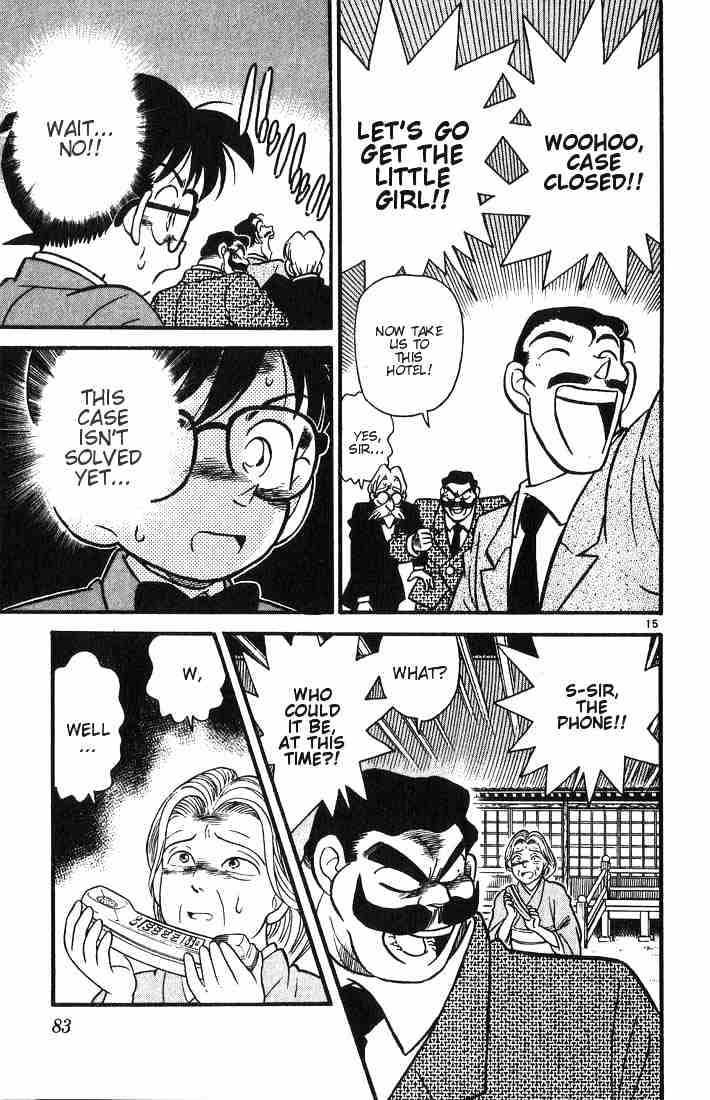 WOOHOO,
CASE
CLOSED!!
LET'S GO
GET THE
LITTLE
GIRL!!
NOW TAKE
US TO
THIS
HOTEL!
YES,
SIR...
WAIT...
NO!!
THIS
CASE
ISN'T
SOLVED
YET...
15
S-SIR,
THE
PHONE!!
WHAT?
WHO
COULD
IT BE,
AT THIS
TIME?!
W,
WELL
...
83